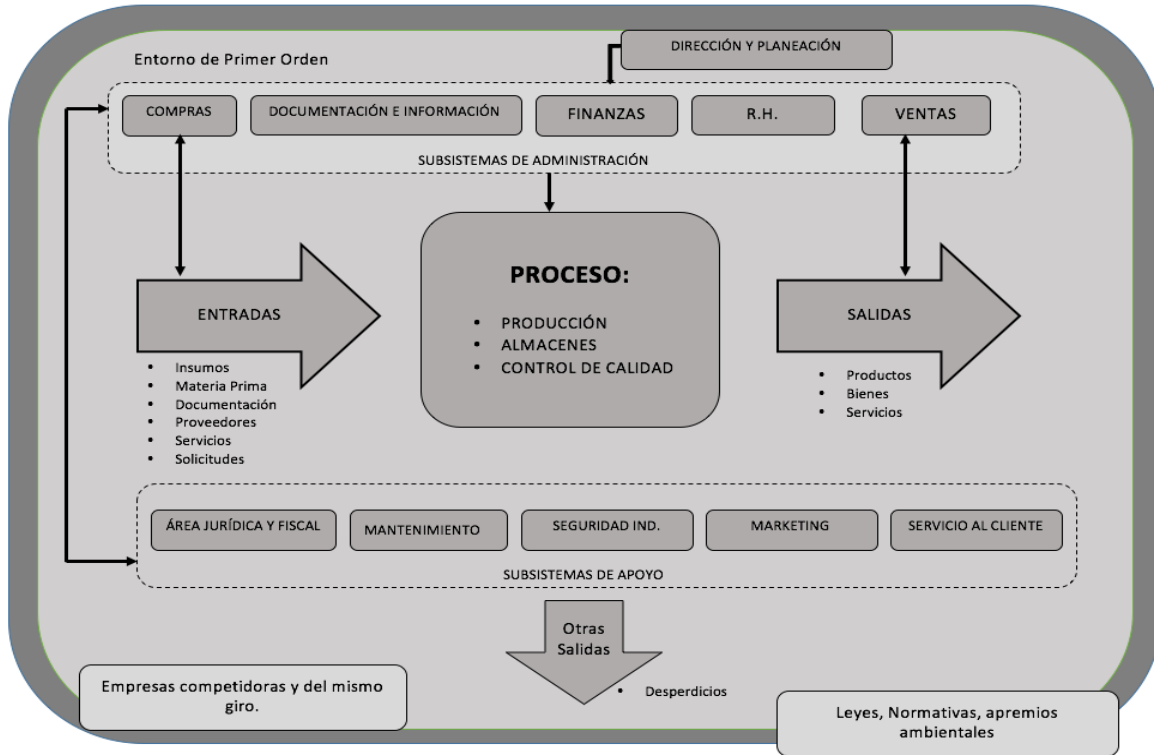 DIRECCIÓN Y PLANEACIÓN
Entorno de Primer Orden
COMPRAS
DOCUMENTACIÓN E INFORMACIÓN
FINANZAS
R.H.
VENTAS
SUBSISTEMAS DE ADMINISTRACIÓN
ENTRADAS
• Insumos
• Materia Prima
• Documentación
• Proveedores
• Servicios
• Solicitudes
PROCESO:
• PRODUCCIÓN
• ALMACENES
• CONTROL DE CALIDAD
SALIDAS
• Productos
• Bienes
• Servicios
ÁREA JURÍDICA Y FISCAL
MANTENIMIENTO
SEGURIDAD IND.
MARKETING
SERVICIO AL CLIENTE
SUBSISTEMAS DE APOYO
Otras
Salidas
• Desperdicios
Empresas competidoras y del mismo
giro.
Leyes, Normativas, apremios
ambientales